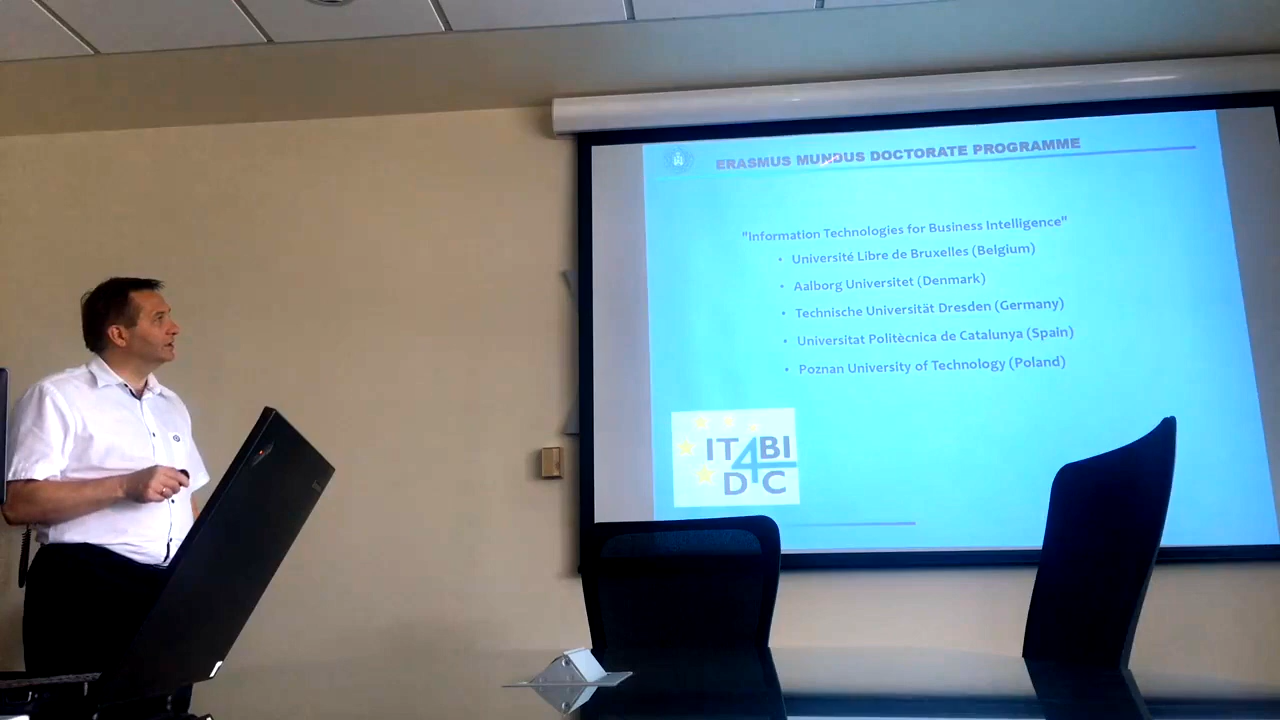 ERASMUS MUNDUS DOCTORATE PROGRAMME
"Information Technologies for Business Intelligence"
• Université Libre de Bruxelles (Belgium)
• Aalborg Universitet (Denmark)
• Technische Universität Dresden (Germany)
• Universitat Politècnica de Catalunya (Spain)
• Poznan University of Technology (Poland)
IT4BI
DC